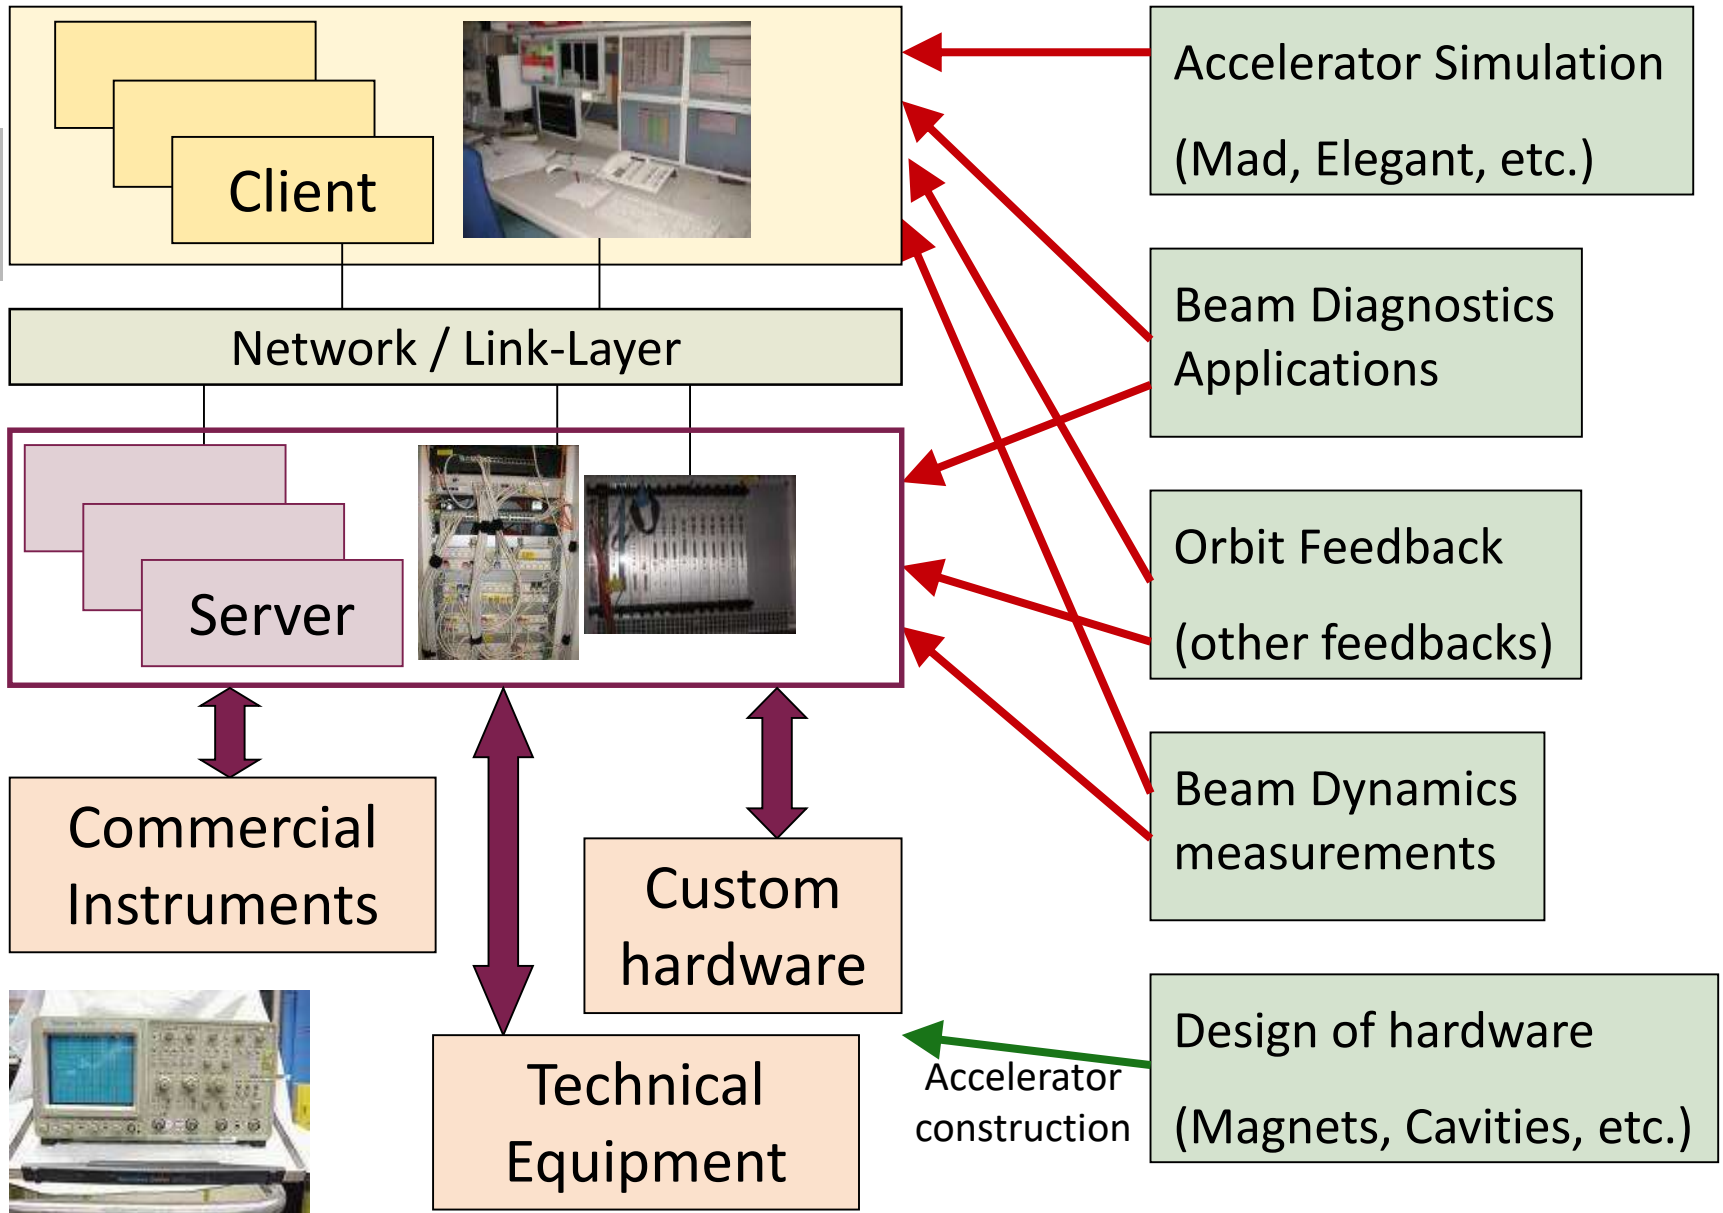 Client
Network / Link-Layer
Server
Commercial
Instruments
Custom
hardware
Technical
Equipment
Accelerator Simulation
(Mad, Elegant, etc.)
Beam Diagnostics
Applications
Orbit Feedback
(other feedbacks)
Beam Dynamics
measurements
Design of hardware
(Magnets, Cavities, etc.)
Accelerator
construction